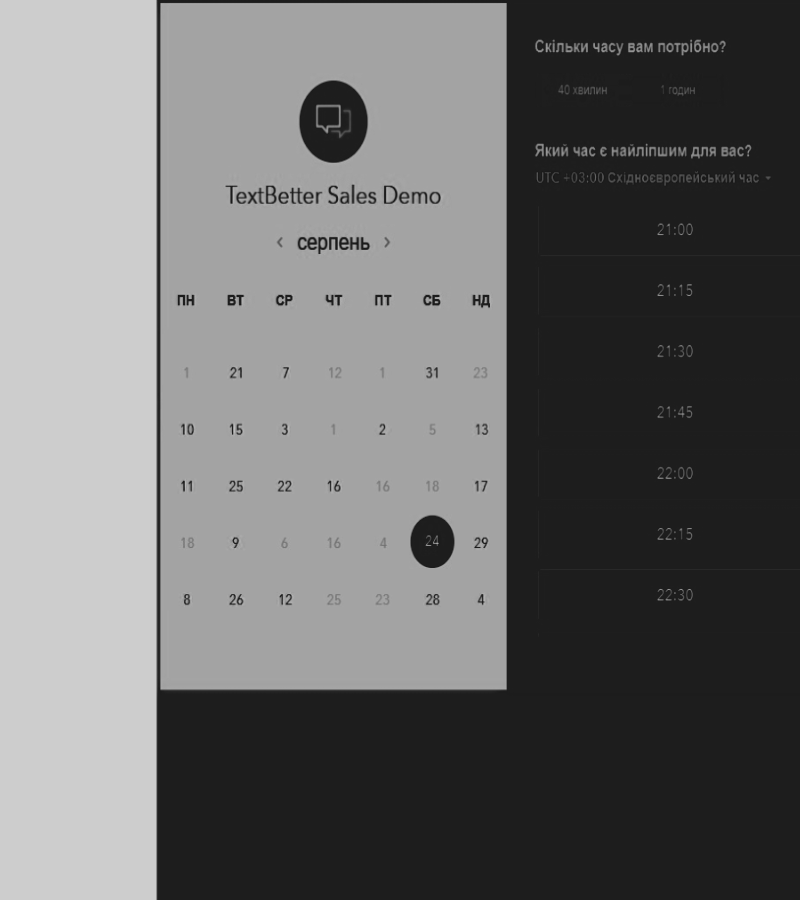 TextBetter Sales Demo
‹ серпень ›
ПН ВТ СР ЧТ ПТ СБ НД
1 21 7 12 1 31 23
10 15 3 1 2 5 13
11 25 22 16 16 18 17
18 9 6 16 4 24 29
8 26 12 25 23 28 4
Скільки часу вам потрібно?
40 хвилин 1 годин
Який час є найліпшим для вас?
UTC +03:00 Східноєвропейський час
21:00
21:15
21:30
21:45
22:00
22:15
22:30